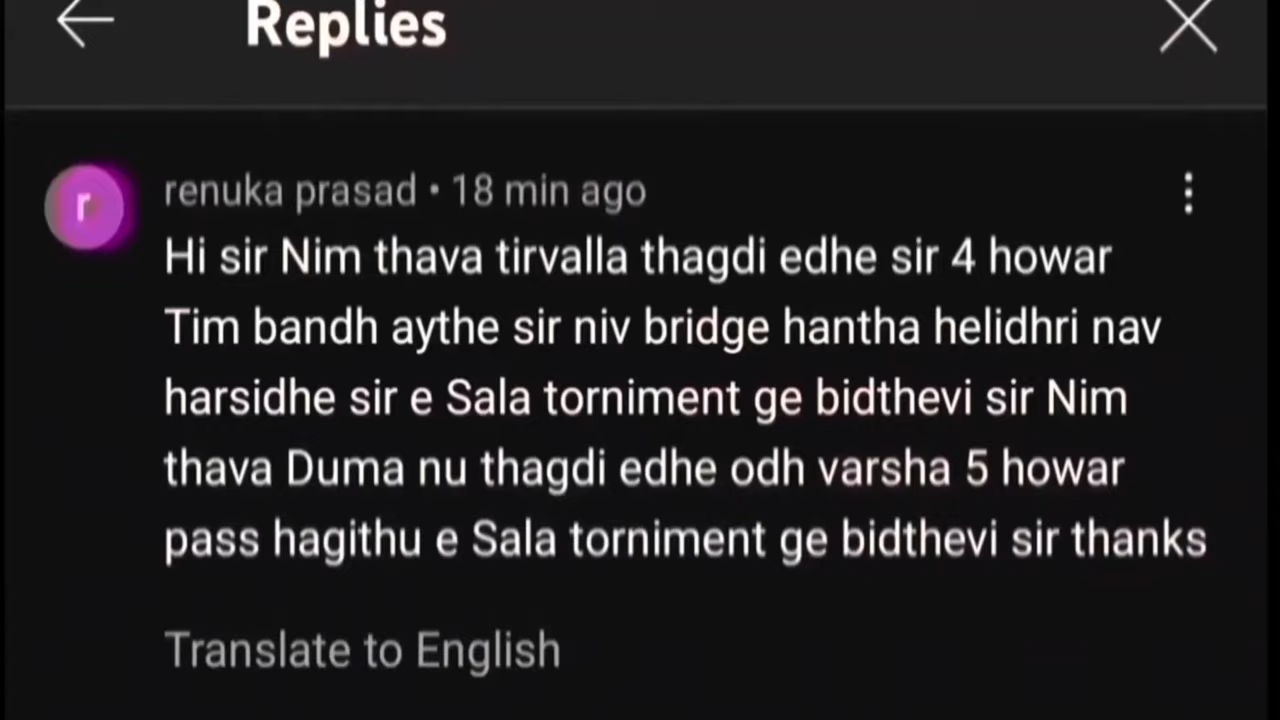 Replies
renuka prasad • 18 min ago
r
Hi sir Nim thava tirvalla thagdi edhe sir 4 howar
Tim bandh aythe sir niv bridge hantha helidhri nav
harsidhe sir e Sala torniment ge bidthevi sir Nim
thava Duma nu thagdi edhe odh varsha 5 howar
pass hagithu e Sala torniment ge bidthevi sir thanks
Translate to English